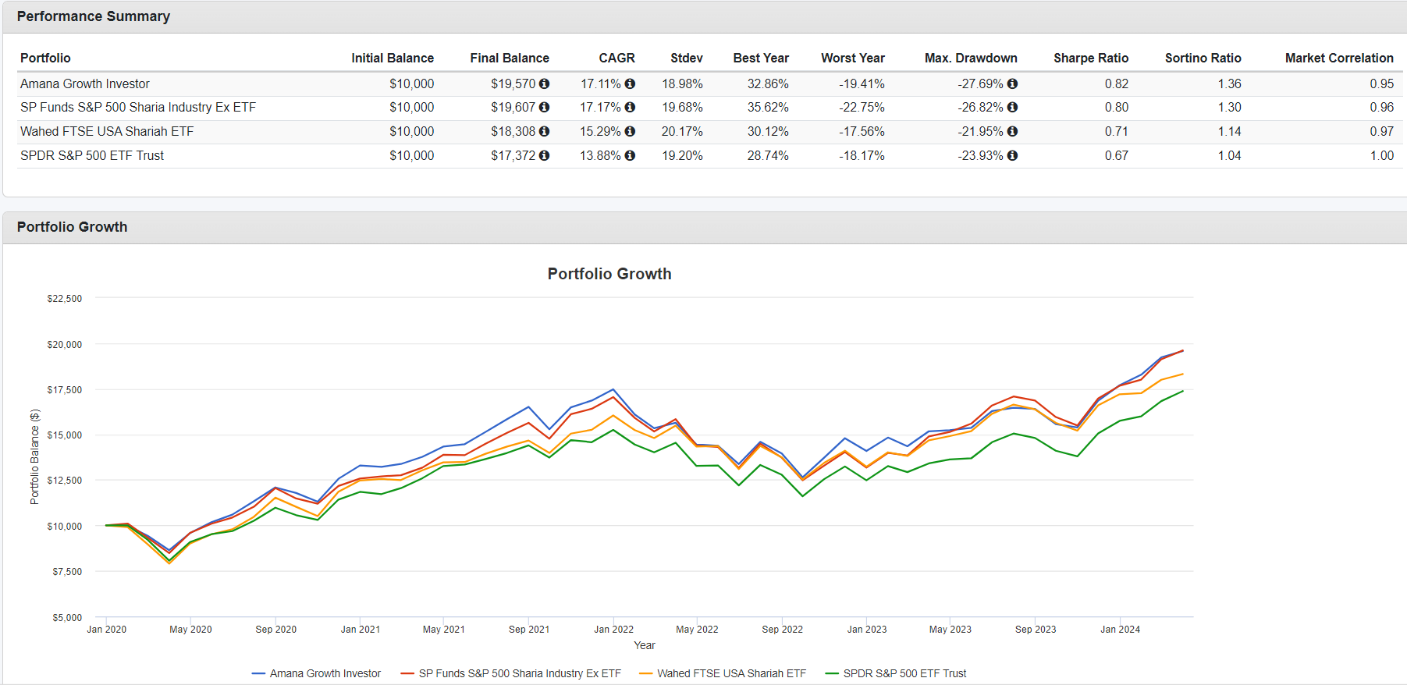 Performance Summary
Portfolio Initial Balance Final Balance CAGR Stdev Best Year Worst Year Max. Drawdown Sharpe Ratio Sortino Ratio Market Correlation
Amana Growth Investor $10,000 $19,570 17.11% 18.98% 32.86% -19.41% -27.69% 0.82 1.36 0.95
SP Funds S&P 500 Sharia Industry Ex ETF $10,000 $19,607 17.17% 19.68% 35.62% -22.75% -26.82% 0.80 1.30 0.96
Wahed FTSE USA Shariah ETF $10,000 $18,308 15.29% 20.17% 30.12% -17.56% -21.95% 0.71 1.14 0.97
SPDR S&P 500 ETF Trust $10,000 $17,372 13.88% 19.20% 28.74% -18.17% -23.93% 0.67 1.04 1.00
Portfolio Growth
Portfolio Growth
$22,500
$20,000
$17,500
$15,000
$12,500
$10,000
$7,500
$5,000
Portfolio Balance ($)
Jan 2020 May 2020 Sep 2020 Jan 2021 May 2021 Sep 2021 Jan 2022 May 2022 Sep 2022 Jan 2023 May 2023 Sep 2023 Jan 2024
Year
Amana Growth Investor SP Funds S&P 500 Sharia Industry Ex ETF Wahed FTSE USA Shariah ETF SPDR S&P 500 ETF Trust